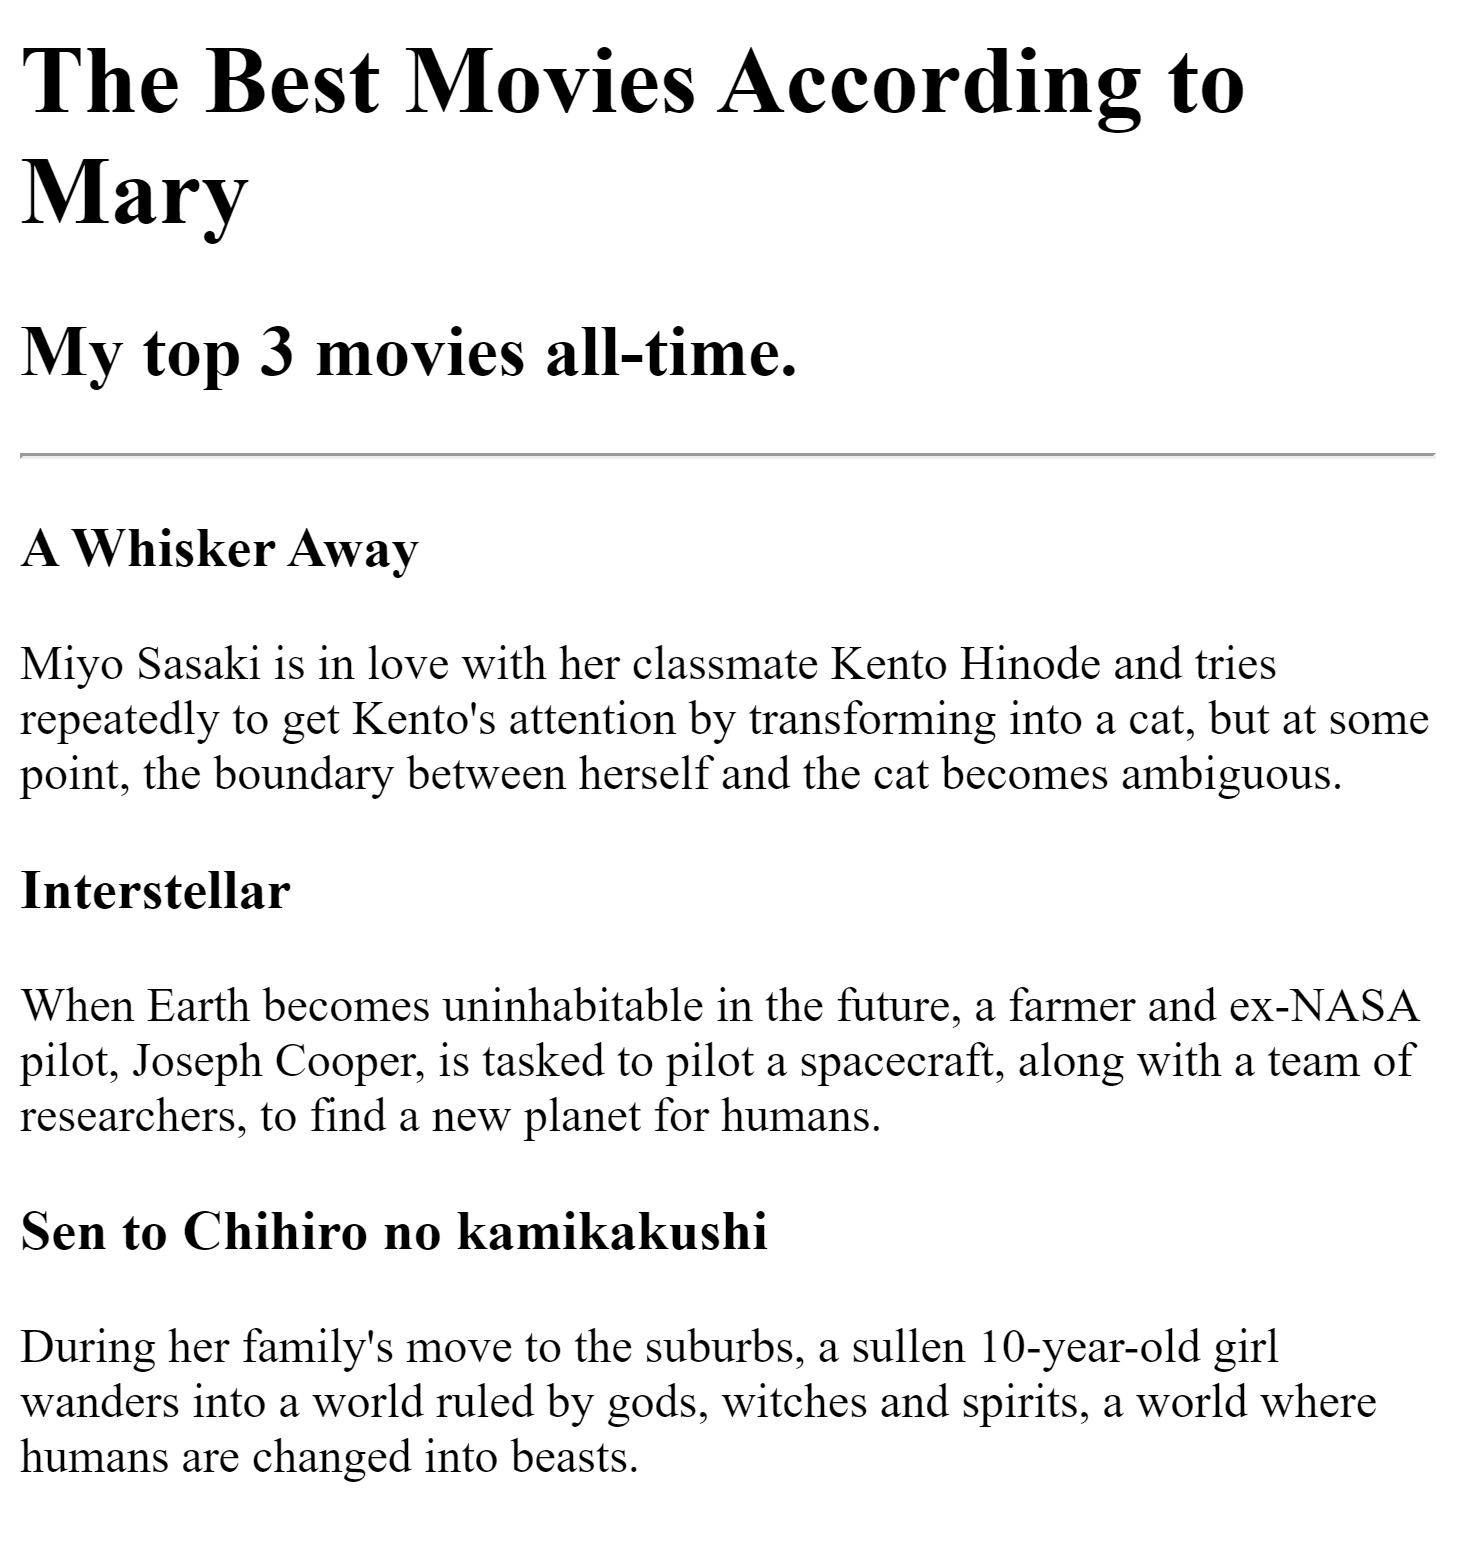 The Best Movies According to
Mary
My top 3 movies all-time.
A Whisker Away
Miyo Sasaki is in love with her classmate Kento Hinode and tries
repeatedly to get Kento's attention by transforming into a cat, but at some
point, the boundary between herself and the cat becomes ambiguous.
Interstellar
When Earth becomes uninhabitable in the future, a farmer and ex-NASA
pilot, Joseph Cooper, is tasked to pilot a spacecraft, along with a team of
researchers, to find a new planet for humans.
Sen to Chihiro no kamikakushi
During her family's move to the suburbs, a sullen 10-year-old girl
wanders into a world ruled by gods, witches and spirits, a world where
humans are changed into beasts.